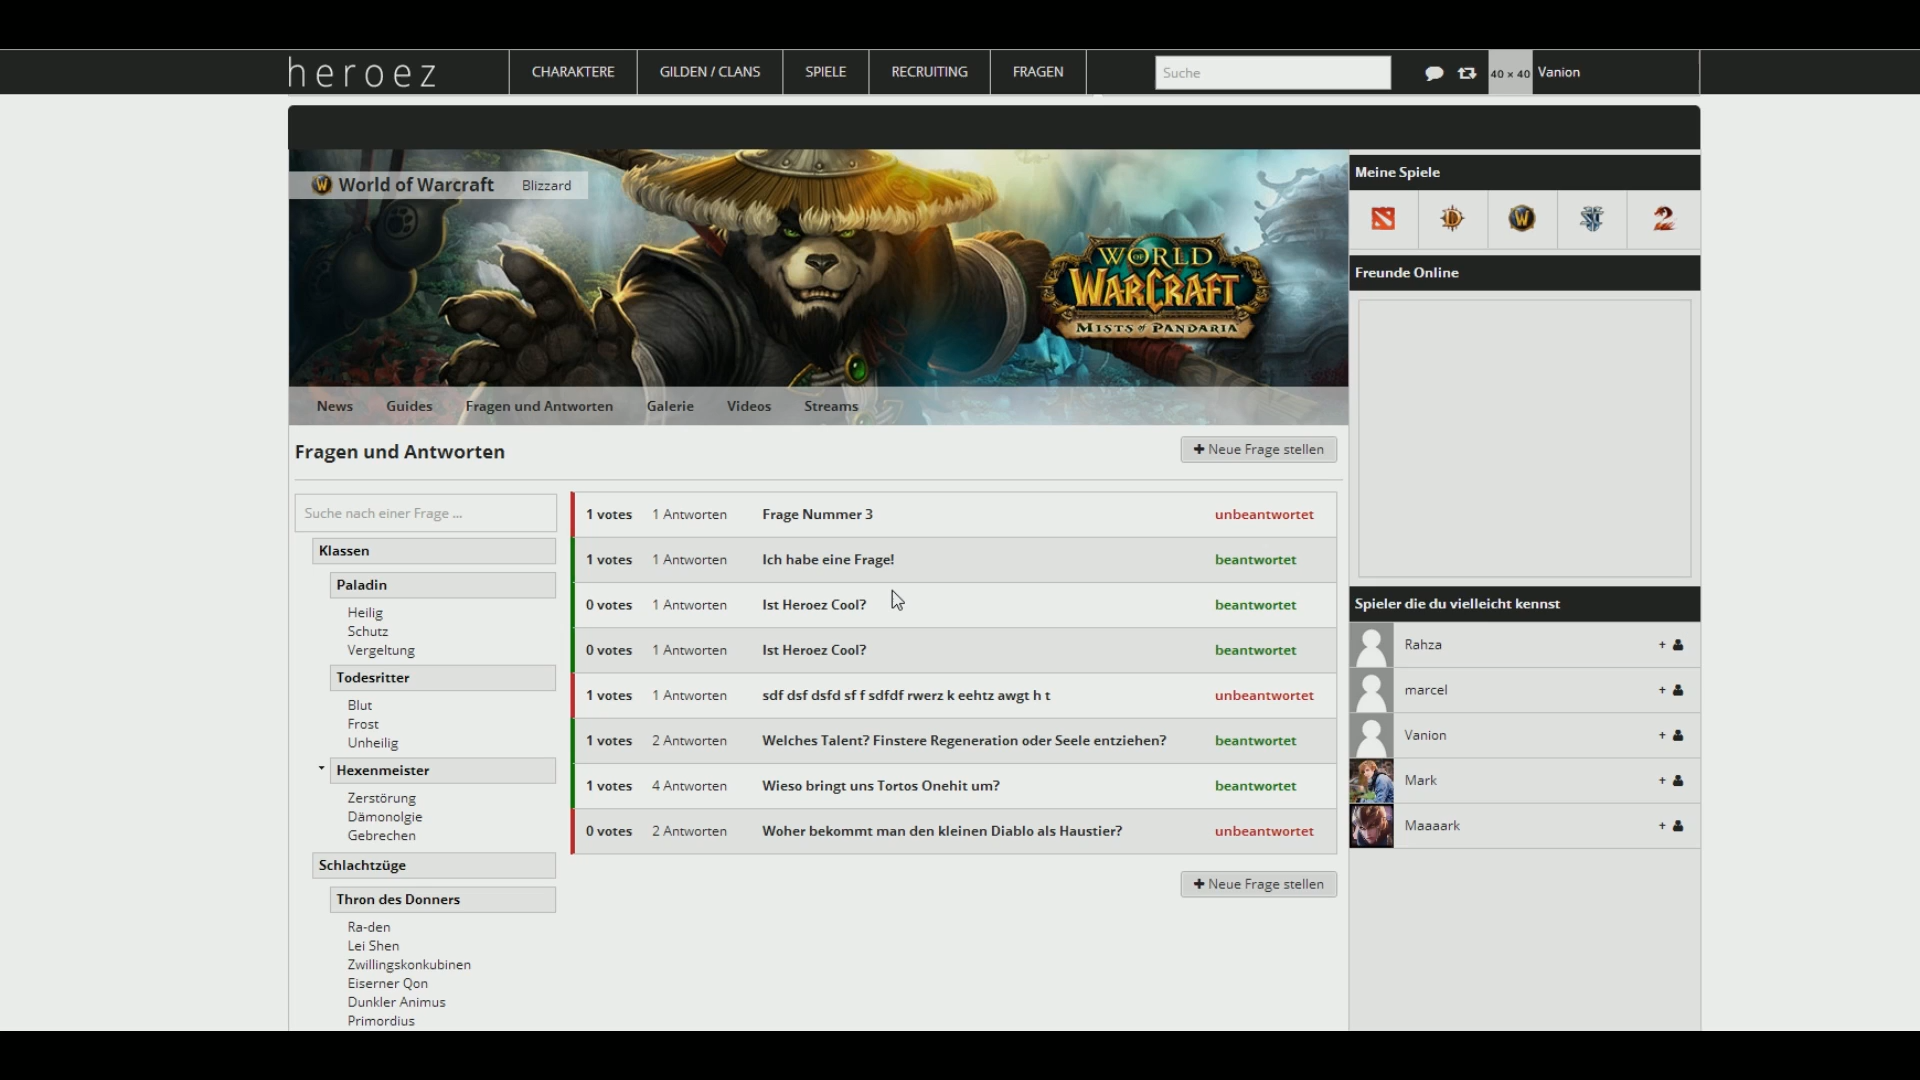 heroez
CHARAKTERE
GILDEN / CLANS
SPIELE
RECRUITING
FRAGEN
Suche
40 × 40
Vanion
World of Warcraft
Blizzard
WORLD OF WARCRAFT
MISTS of PANDARIA
News
Guides
Fragen und Antworten
Galerie
Videos
Streams
Fragen und Antworten
Neue Frage stellen
Suche nach einer Frage ...
Klassen
Paladin
Heilig
Schutz
Vergeltung
Todesritter
Blut
Frost
Unheilig
Hexenmeister
Zerstörung
Dämonolgie
Gebrechen
Schlachtzüge
Thron des Donners
Ra-den
Lei Shen
Zwillingskonkubinen
Eiserner Qon
Dunkler Animus
Primordius
1 votes 1 Antworten Frage Nummer 3 unbeantwortet
1 votes 1 Antworten Ich habe eine Frage! beantwortet
0 votes 1 Antworten Ist Heroez Cool? beantwortet
0 votes 1 Antworten Ist Heroez Cool? beantwortet
1 votes 1 Antworten sdf dsf dsfd sf f sdfdf rwerz k eehtz awgt h t unbeantwortet
1 votes 2 Antworten Welches Talent? Finstere Regeneration oder Seele entziehen? beantwortet
1 votes 4 Antworten Wieso bringt uns Tortos Onehit um? beantwortet
0 votes 2 Antworten Woher bekommt man den kleinen Diablo als Haustier? unbeantwortet
Neue Frage stellen
Meine Spiele
Freunde Online
Spieler die du vielleicht kennst
Rahza +
marcel +
Vanion +
Mark +
Maaaark +